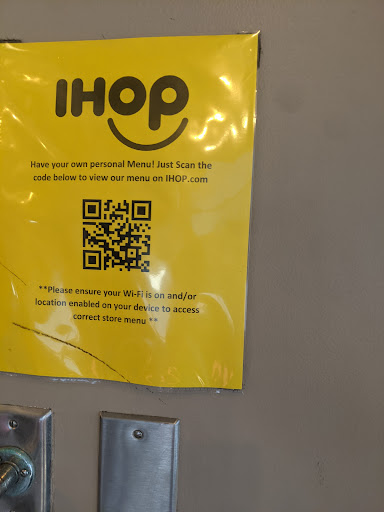 IHOP
Have your own personal Menu! Just Scan the
code below to view our menu on IHOP.com
**Please ensure your Wi-Fi is on and/or
location enabled on your device to access
correct store menu **